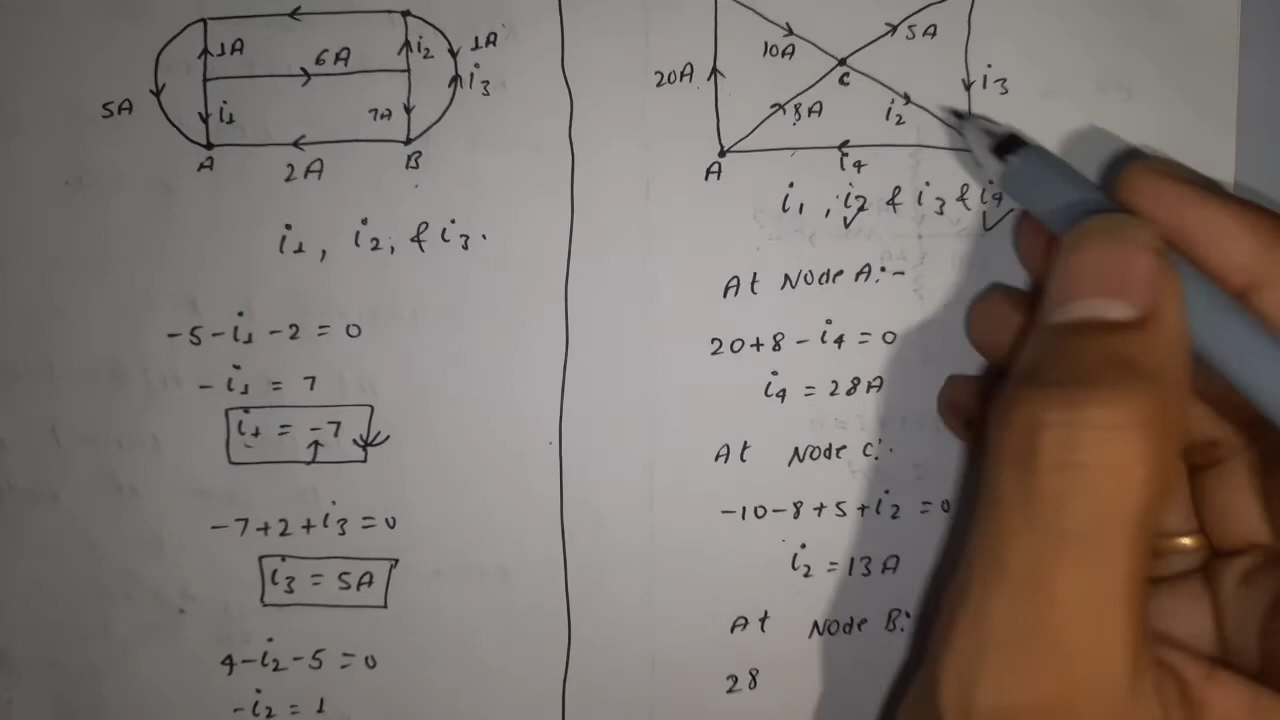 1A
6A
i2
1A
i3
5A
i1
7A
A
2A
B
i1, i2, & i3.
-5-i1-2=0
-i1 = 7
i1 = -7
-7+2+i3=0
i3 = 5A
4-i2-5=0
-i2 = 1
10A
5A
20A
C
i3
8A
i2
A
i4
i1, i2 & i3 & i4
At Node A:-
20+8-i4=0
i4=28A
At Node C:
-10-8+5+i2=0
i2=13A
At Node B:
28